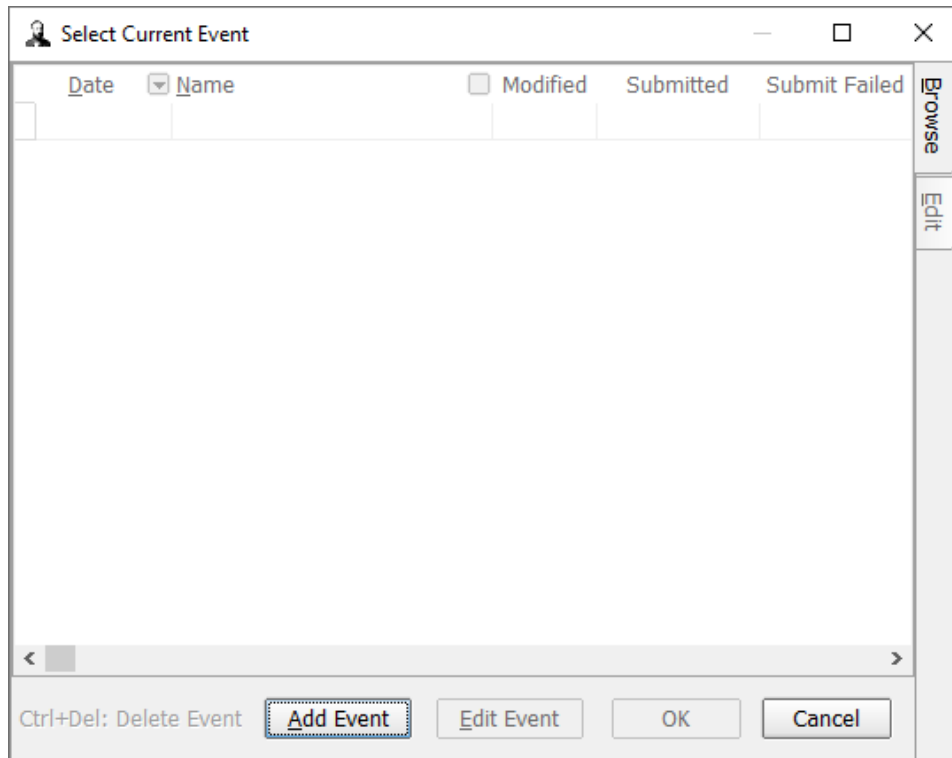 Select Current Event
Date Name Modified Submitted Submit Failed
Browse
Edit
Ctrl+Del: Delete Event Add Event Edit Event OK Cancel